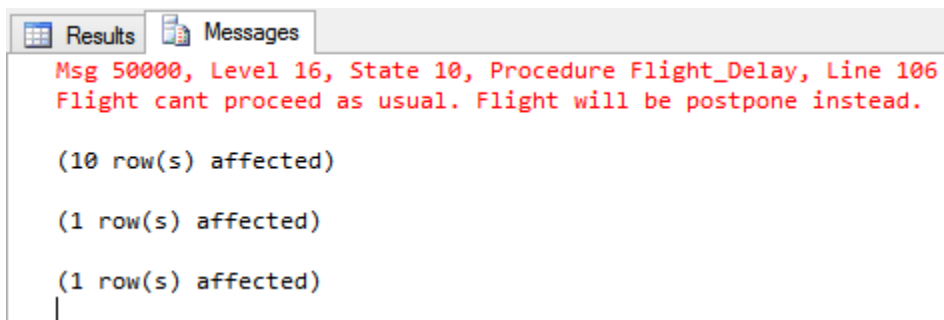 Results Messages
Msg 50000, Level 16, State 10, Procedure Flight_Delay, Line 106
Flight cant proceed as usual. Flight will be postpone instead.
(10 row(s) affected)
(1 row(s) affected)
(1 row(s) affected)